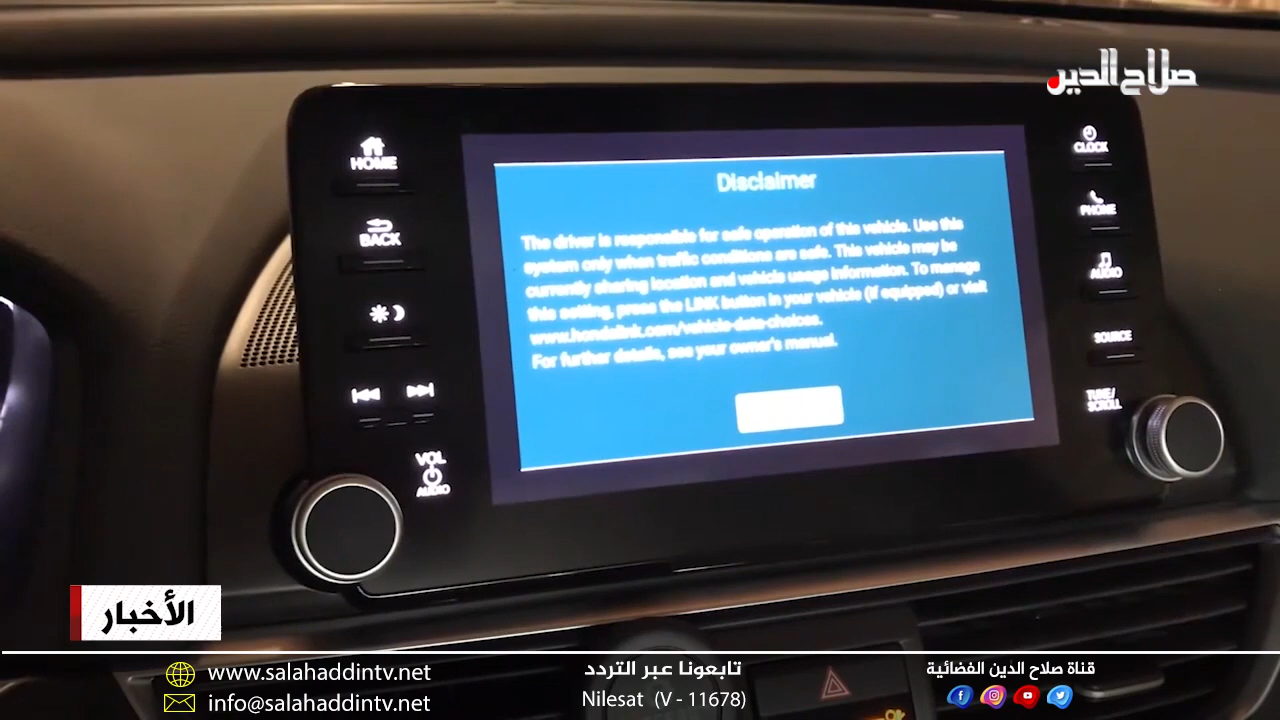 صلاح الدين
HOME
CLOCK
Disclaimer
The driver is responsible for safe operation of this vehicle. Use this
system only when traffic conditions are safe. This vehicle may be
currently sharing location and vehicle usage information. To manage
this setting, press the LINK button in your vehicle (if equipped) or visit
www.hondalink.com/vehicle-data-choices.
For further details, see your owner's manual.
BACK
PHONE
AUDIO
SOURCE
TUNE/
SCROLL
VOL
AUDIO
الأخبار
www.salahaddintv.net
info@salahaddintv.net
تابعونا عبر التردد
Nilesat (V - 11678)
قناة صلاح الدين الفضائية